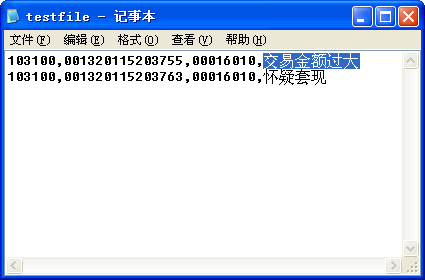 testfile - 记事本
文件(F) 编辑(E) 格式(O) 查看(V) 帮助(H)
103100,001320115203755,00016010,交易金额过大
103100,001320115203763,00016010,怀疑套现